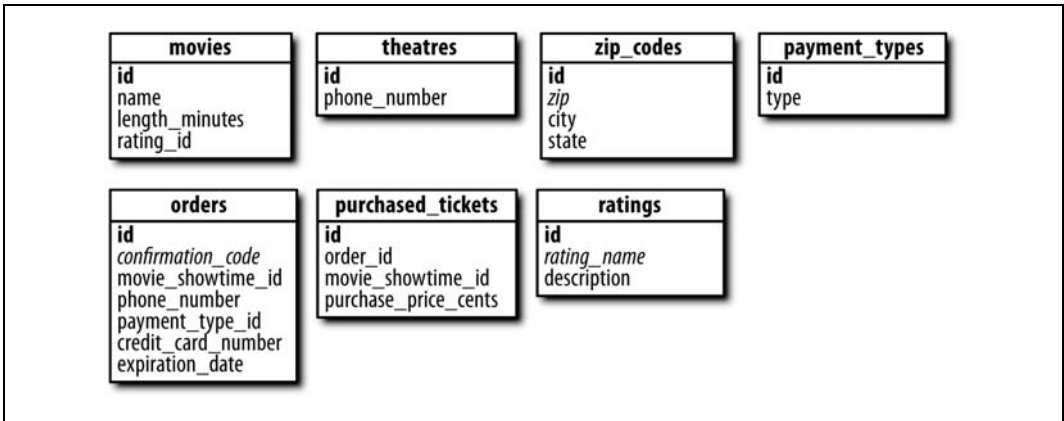 movies
id
name
length_minutes
rating_id
theatres
id
phone_number
zip_codes
id
zip
city
state
payment_types
id
type
orders
id
confirmation_code
movie_showtime_id
phone_number
payment_type_id
credit_card_number
expiration_date
purchased_tickets
id
order_id
movie_showtime_id
purchase_price_cents
ratings
id
rating_name
description